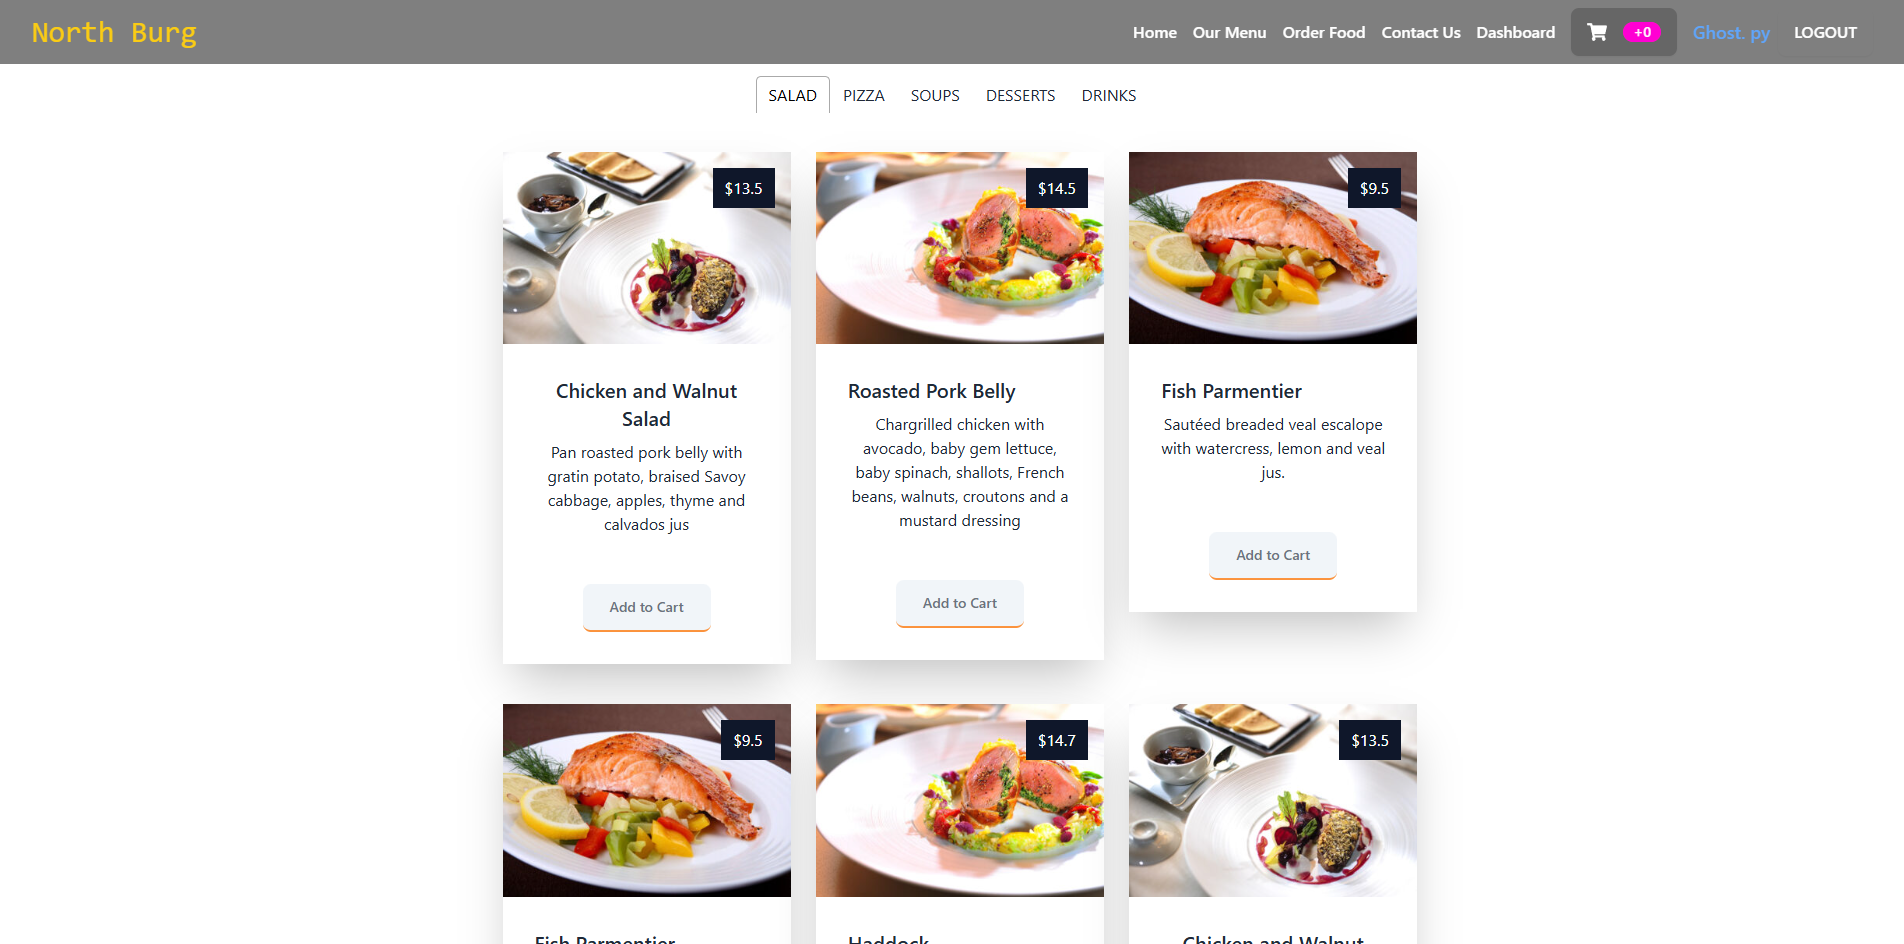 North Burg
Home Our Menu Order Food Contact Us Dashboard +0 Ghost. py LOGOUT
SALAD PIZZA SOUPS DESSERTS DRINKS
$13.5
$14.5
$9.5
Chicken and Walnut
Salad
Pan roasted pork belly with
gratin potato, braised Savoy
cabbage, apples, thyme and
calvados jus
Add to Cart
Roasted Pork Belly
Chargrilled chicken with
avocado, baby gem lettuce,
baby spinach, shallots, French
beans, walnuts, croutons and a
mustard dressing
Add to Cart
Fish Parmentier
Sautéed breaded veal escalope
with watercress, lemon and veal
jus.
Add to Cart
$9.5
$14.7
$13.5
Fish Parmentier
Haddock
Chicken and Walnut